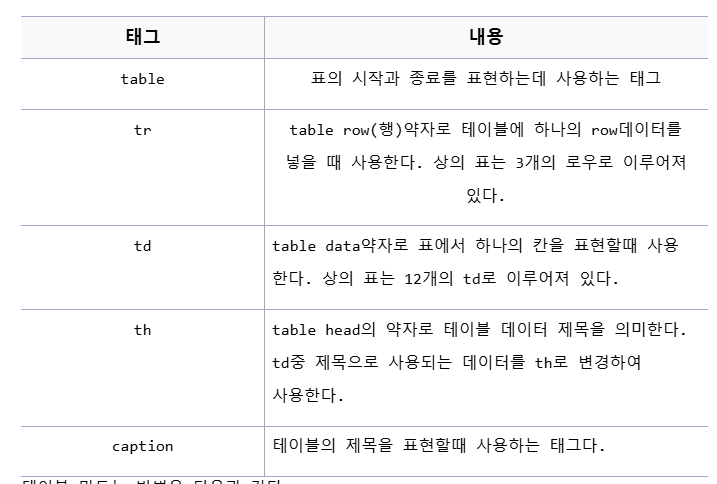 태그 내용
table 표의 시작과 종료를 표현하는데 사용하는 태그
tr table row(행)약자로 테이블에 하나의 row데이터를
넣을 때 사용한다. 상의 표는 3개의 로우로 이루어져
있다.
td table data약자로 표에서 하나의 칸을 표현할때 사용
한다. 상의 표는 12개의 td로 이루어져 있다.
th table head의 약자로 테이블 데이터 제목을 의미한다.
td중 제목으로 사용되는 데이터를 th로 변경하여
사용한다.
caption 테이블의 제목을 표현할때 사용하는 태그다.